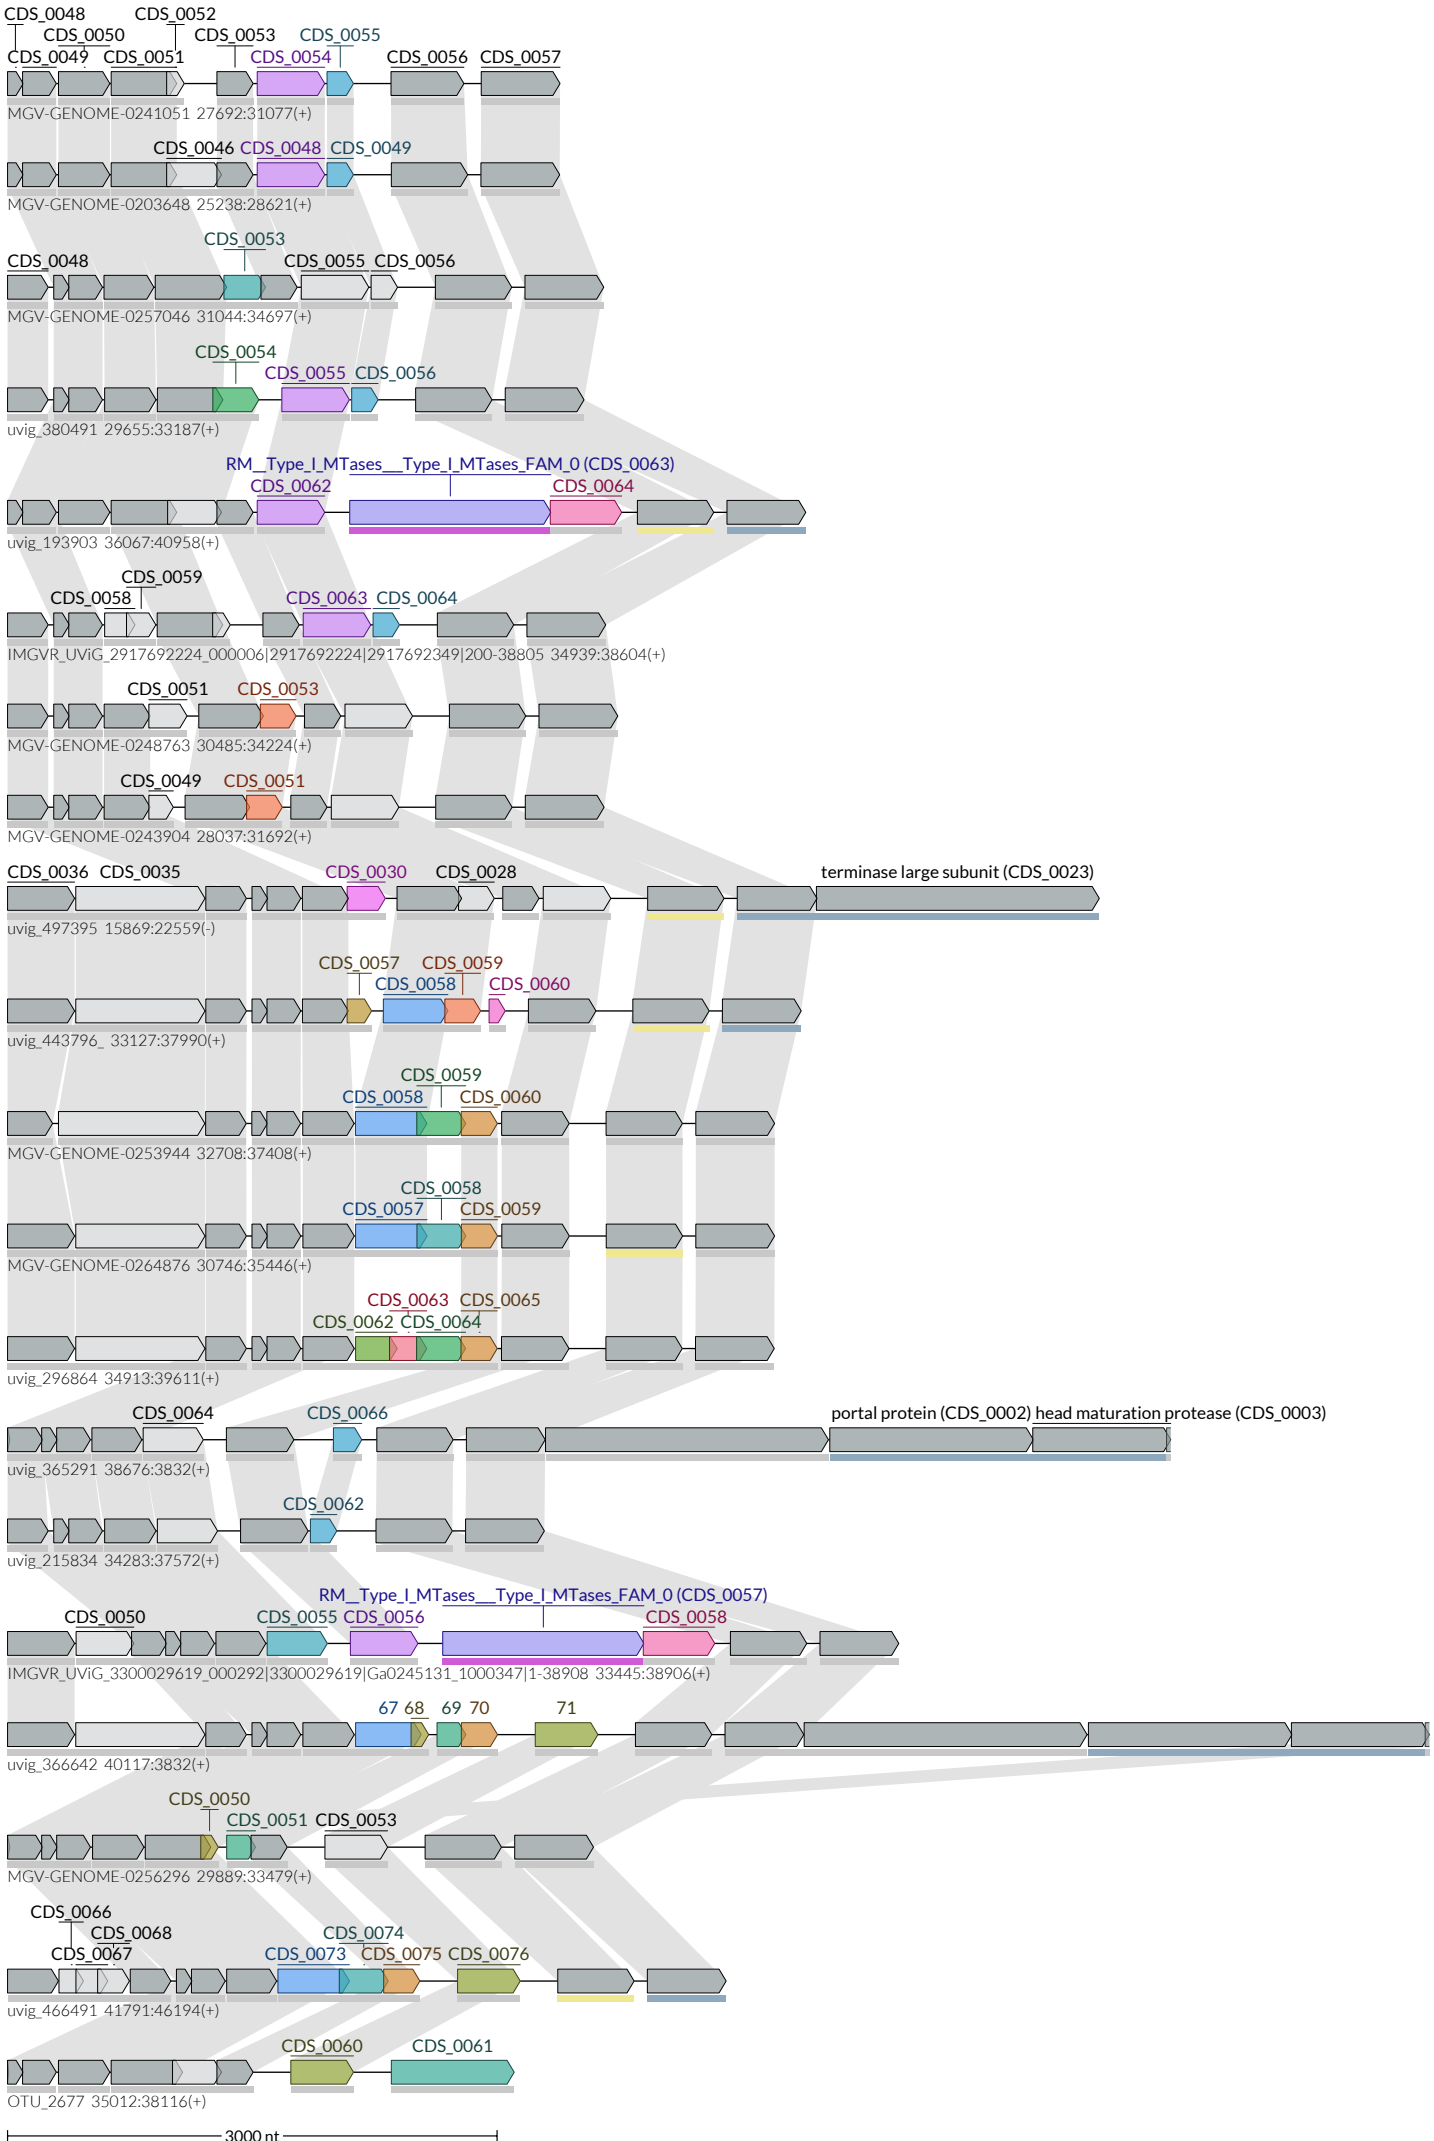 CDS_0048 CDS_0052
CDS_0050 CDS_0053 CDS_0055
CDS_0049 CDS_0051 CDS_0054 CDS_0056 CDS_0057
MGV-GENOME-0241051 27692:31077(+)
CDS_0046 CDS_0048 CDS_0049
MGV-GENOME-0203648 25238:28621(+)
CDS_0053
CDS_0048 CDS_0055 CDS_0056
MGV-GENOME-0257046 31044:34697(+)
CDS_0054
CDS_0055 CDS_0056
uvig_380491 29655:33187(+)
RM__Type_I_MTases___Type_I_MTases_FAM_0 (CDS_0063)
CDS_0062 CDS_0064
uvig_193903 36067:40958(+)
CDS_0059
CDS_0058 CDS_0063 CDS_0064
IMGVR_UViG_2917692224_000006|2917692224|2917692349|200-38805 34939:38604(+)
CDS_0051 CDS_0053
MGV-GENOME-0248763 30485:34224(+)
CDS_0049 CDS_0051
MGV-GENOME-0243904 28037:31692(+)
CDS_0036 CDS_0035 CDS_0030 CDS_0028 terminase large subunit (CDS_0023)
uvig_497395 15869:22559(-)
CDS_0057 CDS_0059
CDS_0058 CDS_0060
uvig_443796_ 33127:37990(+)
CDS_0059
CDS_0058 CDS_0060
MGV-GENOME-0253944 32708:37408(+)
CDS_0058
CDS_0057 CDS_0059
MGV-GENOME-0264876 30746:35446(+)
CDS_0063 CDS_0065
CDS_0062 CDS_0064
uvig_296864 34913:39611(+)
CDS_0064 CDS_0066 portal protein (CDS_0002) head maturation protease (CDS_0003)
uvig_365291 38676:3832(+)
CDS_0062
uvig_215834 34283:37572(+)
RM__Type_I_MTases___Type_I_MTases_FAM_0 (CDS_0057)
CDS_0050 CDS_0055 CDS_0056 CDS_0058
IMGVR_UViG_3300029619_000292|3300029619|Ga0245131_1000347|1-38908 33445:38906(+)
67 68 69 70 71
uvig_366642 40117:3832(+)
CDS_0050
CDS_0051 CDS_0053
MGV-GENOME-0256296 29889:33479(+)
CDS_0066
CDS_0068 CDS_0074
CDS_0067 CDS_0073 CDS_0075 CDS_0076
uvig_466491 41791:46194(+)
CDS_0060 CDS_0061
OTU_2677 35012:38116(+)
3000 nt